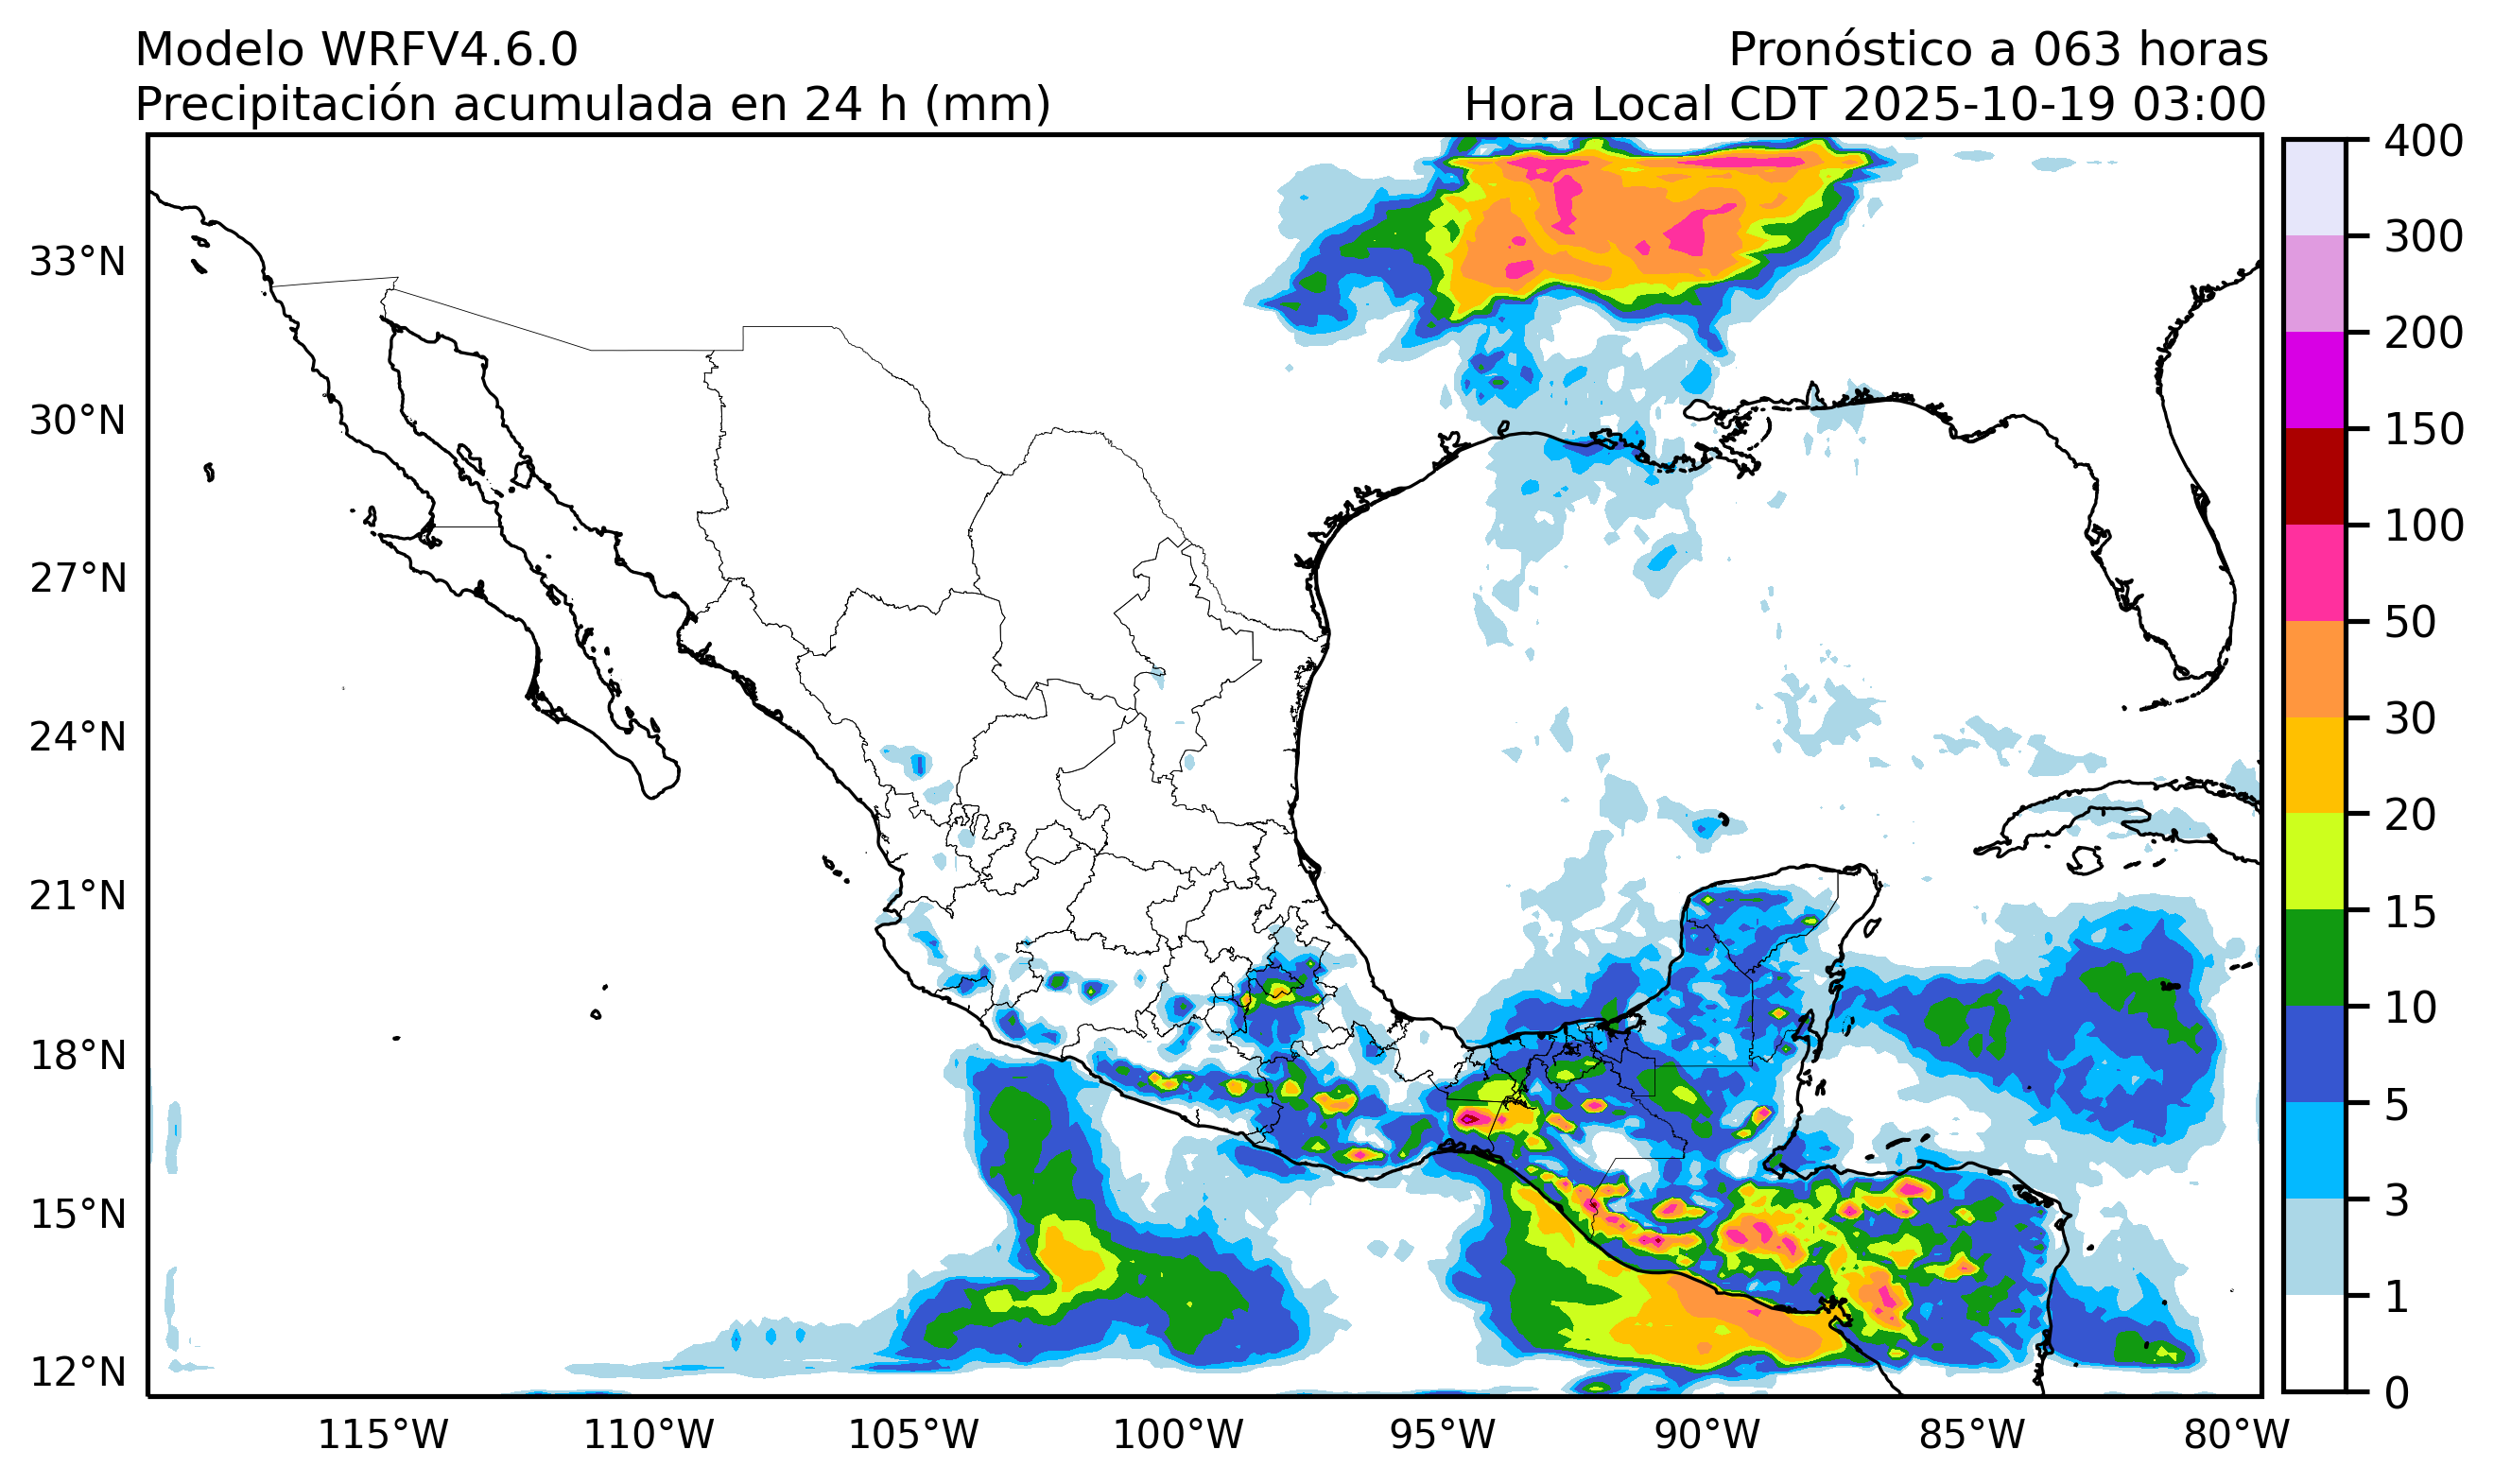 Modelo WRFV4.6.0
Pronóstico a 063 horas
Precipitación acumulada en 24 h (mm)
Hora Local CDT 2025-10-19 03:00
33°N
30°N
27°N
24°N
21°N
18°N
15°N
12°N
115°W
110°W
105°W
100°W
95°W
90°W
85°W
80°W
400
300
200
150
100
50
30
20
15
10
5
3
1
0